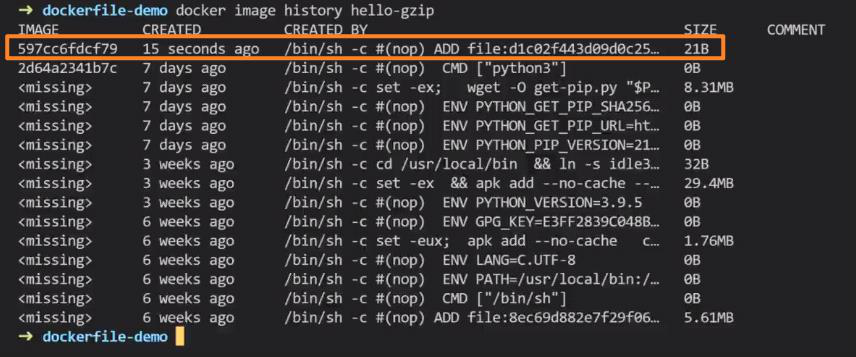 ➜ dockerfile-demo docker image history hello-gzip
IMAGE CREATED CREATED BY SIZE COMMENT
597cc6fdcf79 15 seconds ago /bin/sh -c #(nop) ADD file:d1c02f443d09d0c25… 21B
2d64a2341b7c 7 days ago /bin/sh -c #(nop) CMD ["python3"] 0B
<missing> 7 days ago /bin/sh -c set -ex; wget -O get-pip.py "$P… 8.31MB
<missing> 7 days ago /bin/sh -c #(nop) ENV PYTHON_GET_PIP_SHA256… 0B
<missing> 7 days ago /bin/sh -c #(nop) ENV PYTHON_GET_PIP_URL=ht… 0B
<missing> 7 days ago /bin/sh -c #(nop) ENV PYTHON_PIP_VERSION=21… 0B
<missing> 3 weeks ago /bin/sh -c cd /usr/local/bin && ln -s idle3… 32B
<missing> 3 weeks ago /bin/sh -c set -ex && apk add --no-cache --… 29.4MB
<missing> 3 weeks ago /bin/sh -c #(nop) ENV PYTHON_VERSION=3.9.5 0B
<missing> 6 weeks ago /bin/sh -c #(nop) ENV GPG_KEY=E3FF2839C048B… 0B
<missing> 6 weeks ago /bin/sh -c set -eux; apk add --no-cache c… 1.76MB
<missing> 6 weeks ago /bin/sh -c #(nop) ENV LANG=C.UTF-8 0B
<missing> 6 weeks ago /bin/sh -c #(nop) ENV PATH=/usr/local/bin:/… 0B
<missing> 6 weeks ago /bin/sh -c #(nop) CMD ["/bin/sh"] 0B
<missing> 6 weeks ago /bin/sh -c #(nop) ADD file:8ec69d882e7f29f06… 5.61MB
➜ dockerfile-demo